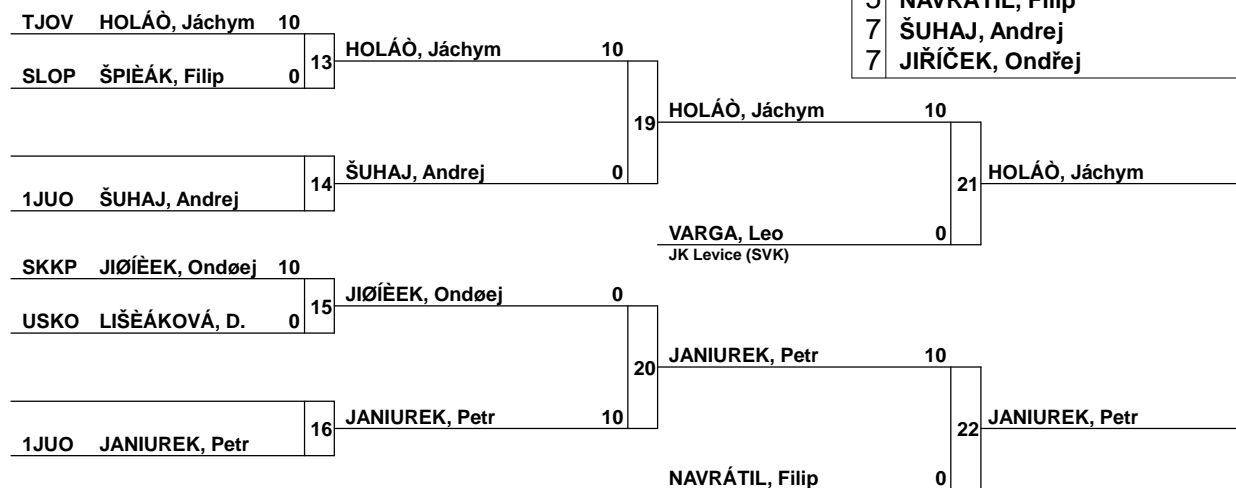 5 NAVRÁTIL, Filip
7 ŠUHAJ, Andrej
7 JIŘÍČEK, Ondřej
TJOV HOLÁÒ, Jáchym 10
SLOP ŠPIÈÁK, Filip 0
13
HOLÁÒ, Jáchym 10
1JUO ŠUHAJ, Andrej
14
ŠUHAJ, Andrej 0
19
HOLÁÒ, Jáchym 10
VARGA, Leo 0
JK Levice (SVK)
21
HOLÁÒ, Jáchym
SKKP JIØÍÈEK, Ondøej 10
USKO LIŠÈÁKOVÁ, D. 0
15
JIØÍÈEK, Ondøej 0
1JUO JANIUREK, Petr
16
JANIUREK, Petr 10
20
JANIUREK, Petr 10
NAVRÁTIL, Filip 0
22
JANIUREK, Petr